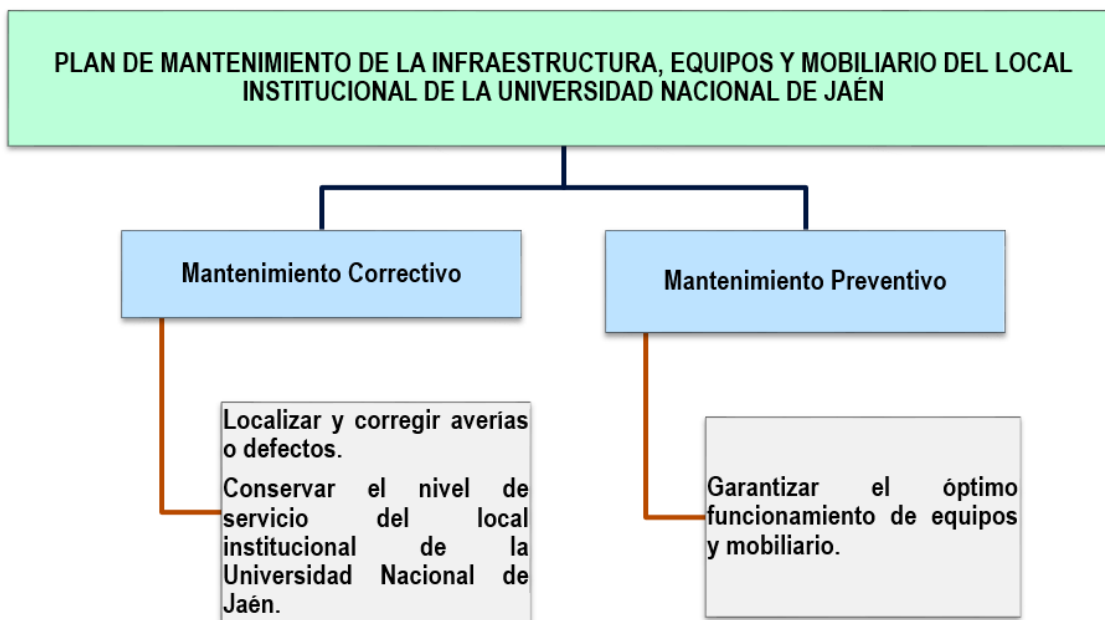 PLAN DE MANTENIMIENTO DE LA INFRAESTRUCTURA, EQUIPOS Y MOBILIARIO DEL LOCAL
INSTITUCIONAL DE LA UNIVERSIDAD NACIONAL DE JAÉN
Mantenimiento Correctivo
Mantenimiento Preventivo
Localizar y corregir averías
o defectos.
Conservar el nivel de
servicio del local
institucional de la
Universidad Nacional de
Jaén.
Garantizar el óptimo
funcionamiento de equipos
y mobiliario.